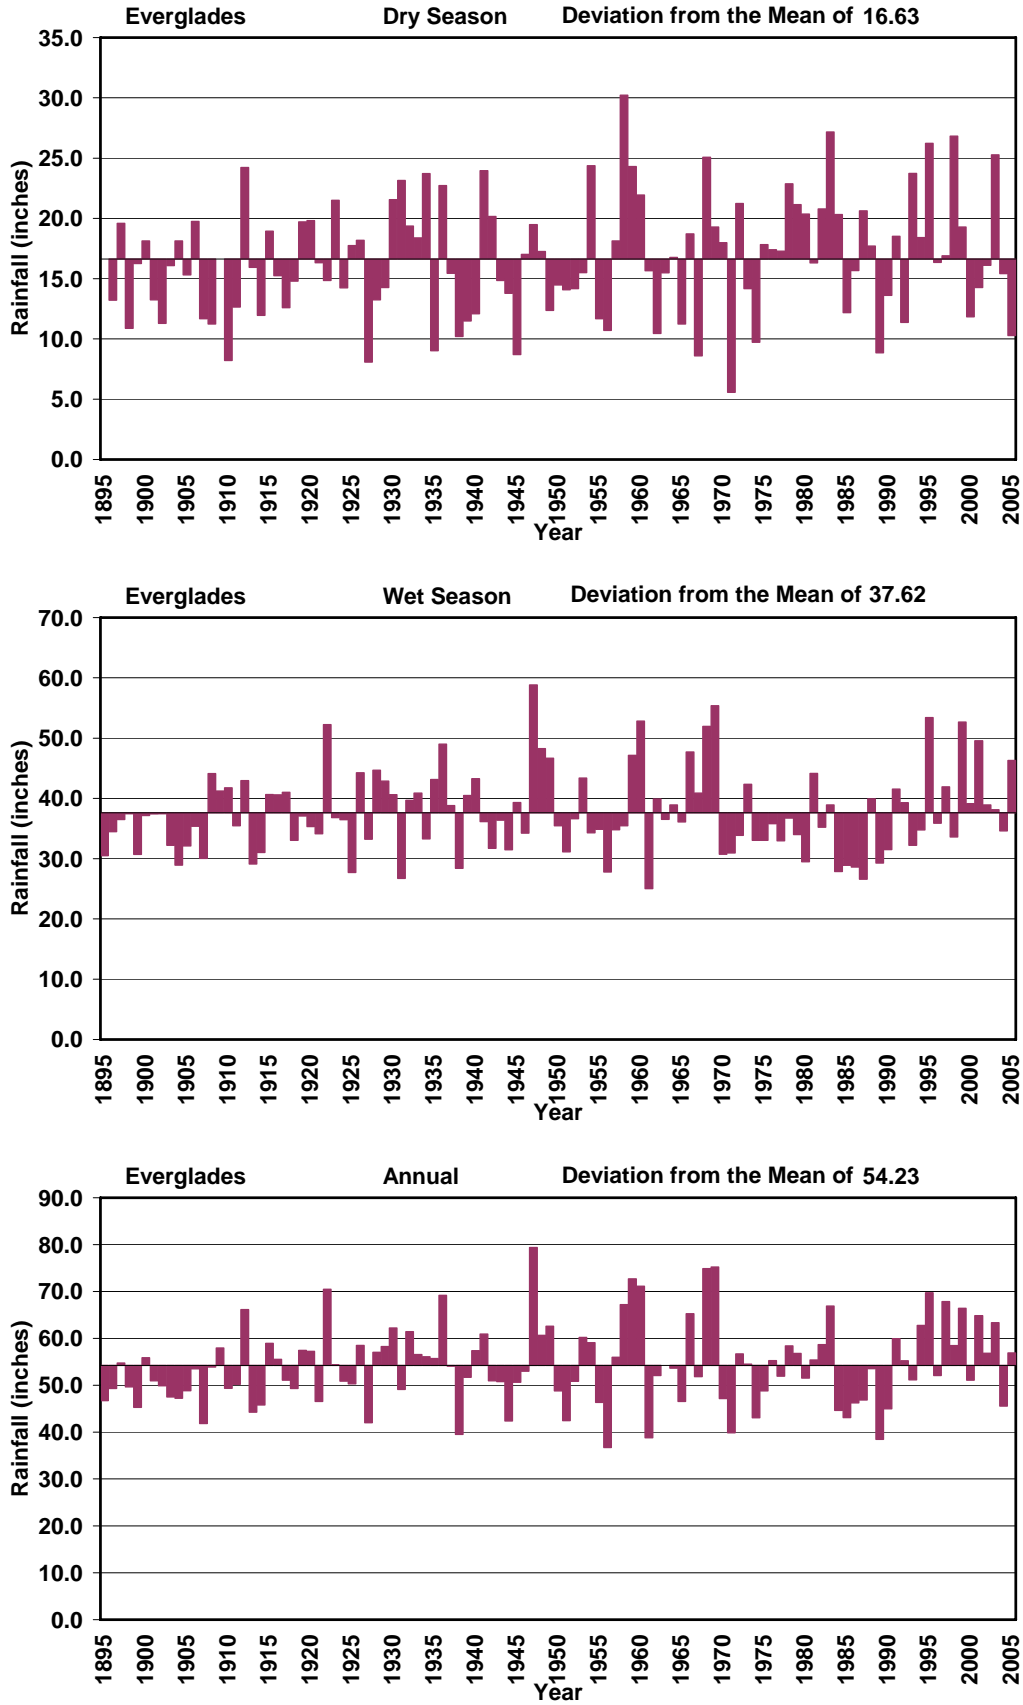 Everglades Dry Season Deviation from the Mean of 16.63
35.0
30.0
25.0
20.0
15.0
10.0
5.0
0.0
Rainfall (inches)
1895 1900 1905 1910 1915 1920 1925 1930 1935 1940 1945 1950 1955 1960 1965 1970 1975 1980 1985 1990 1995 2000 2005
Year
Everglades Wet Season Deviation from the Mean of 37.62
70.0
60.0
50.0
40.0
30.0
20.0
10.0
0.0
Rainfall (inches)
1895 1900 1905 1910 1915 1920 1925 1930 1935 1940 1945 1950 1955 1960 1965 1970 1975 1980 1985 1990 1995 2000 2005
Year
Everglades Annual Deviation from the Mean of 54.23
90.0
80.0
70.0
60.0
50.0
40.0
30.0
20.0
10.0
0.0
Rainfall (inches)
1895 1900 1905 1910 1915 1920 1925 1930 1935 1940 1945 1950 1955 1960 1965 1970 1975 1980 1985 1990 1995 2000 2005
Year